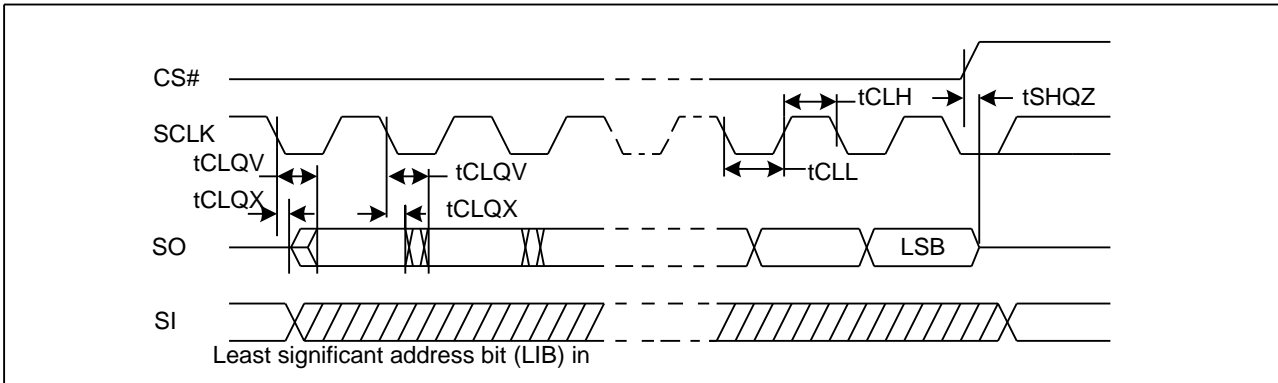 CS#
tCLH
tSHQZ
SCLK
tCLQV
tCLQV
tCLL
tCLQX
tCLQX
SO
LSB
SI
Least significant address bit (LIB) in